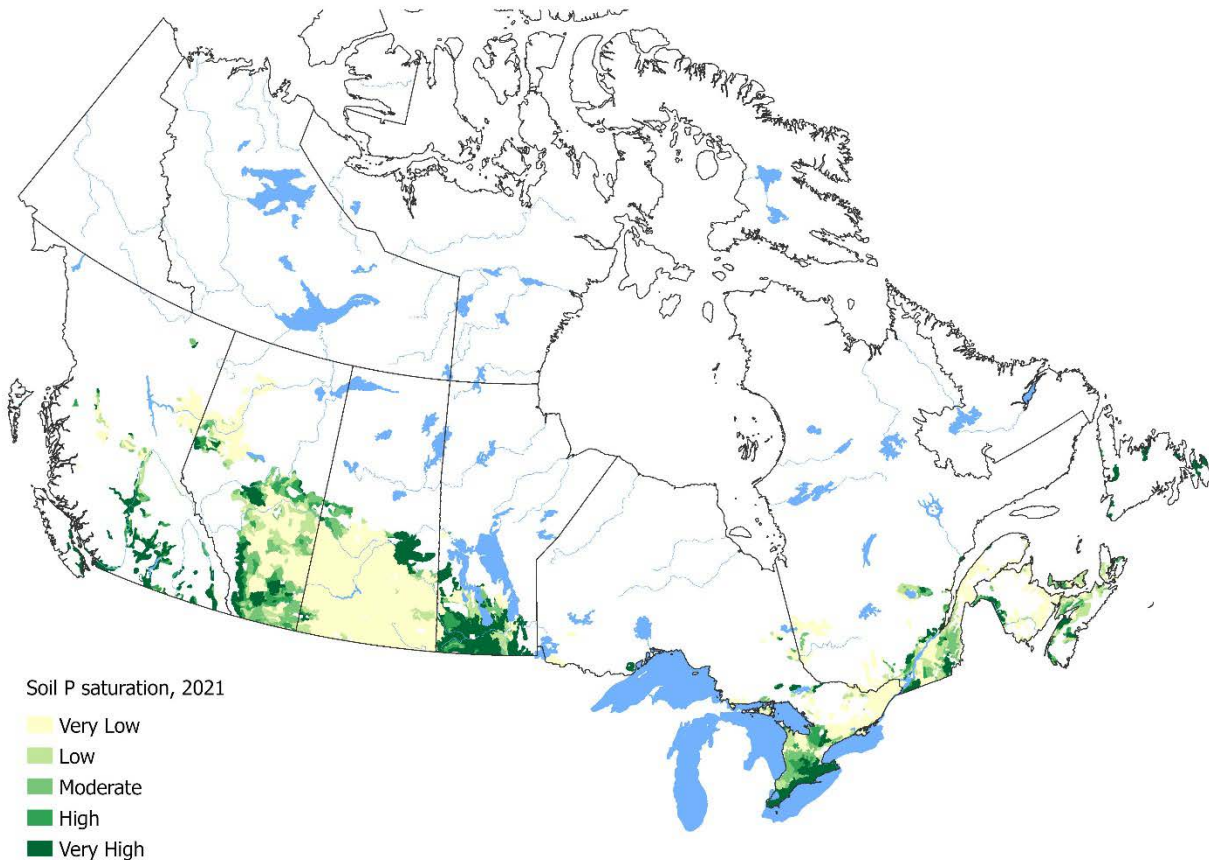 Soil P saturation, 2021
Very Low
Low
Moderate
High
Very High